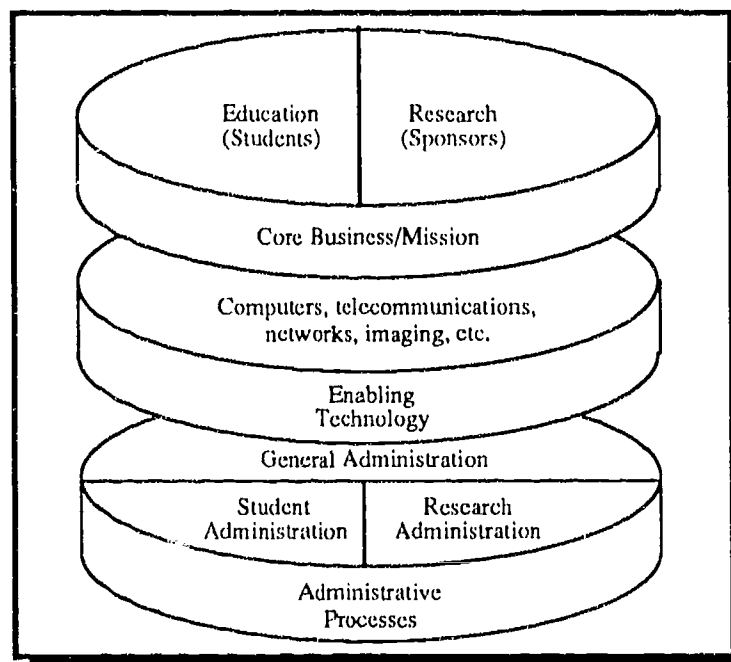 Education
(Students)
Research
(Sponsors)
Core Business/Mission
Computers, telecommunications,
networks, imaging, etc.
Enabling
Technology
General Administration
Student
Administration
Research
Administration
Administrative
Processes